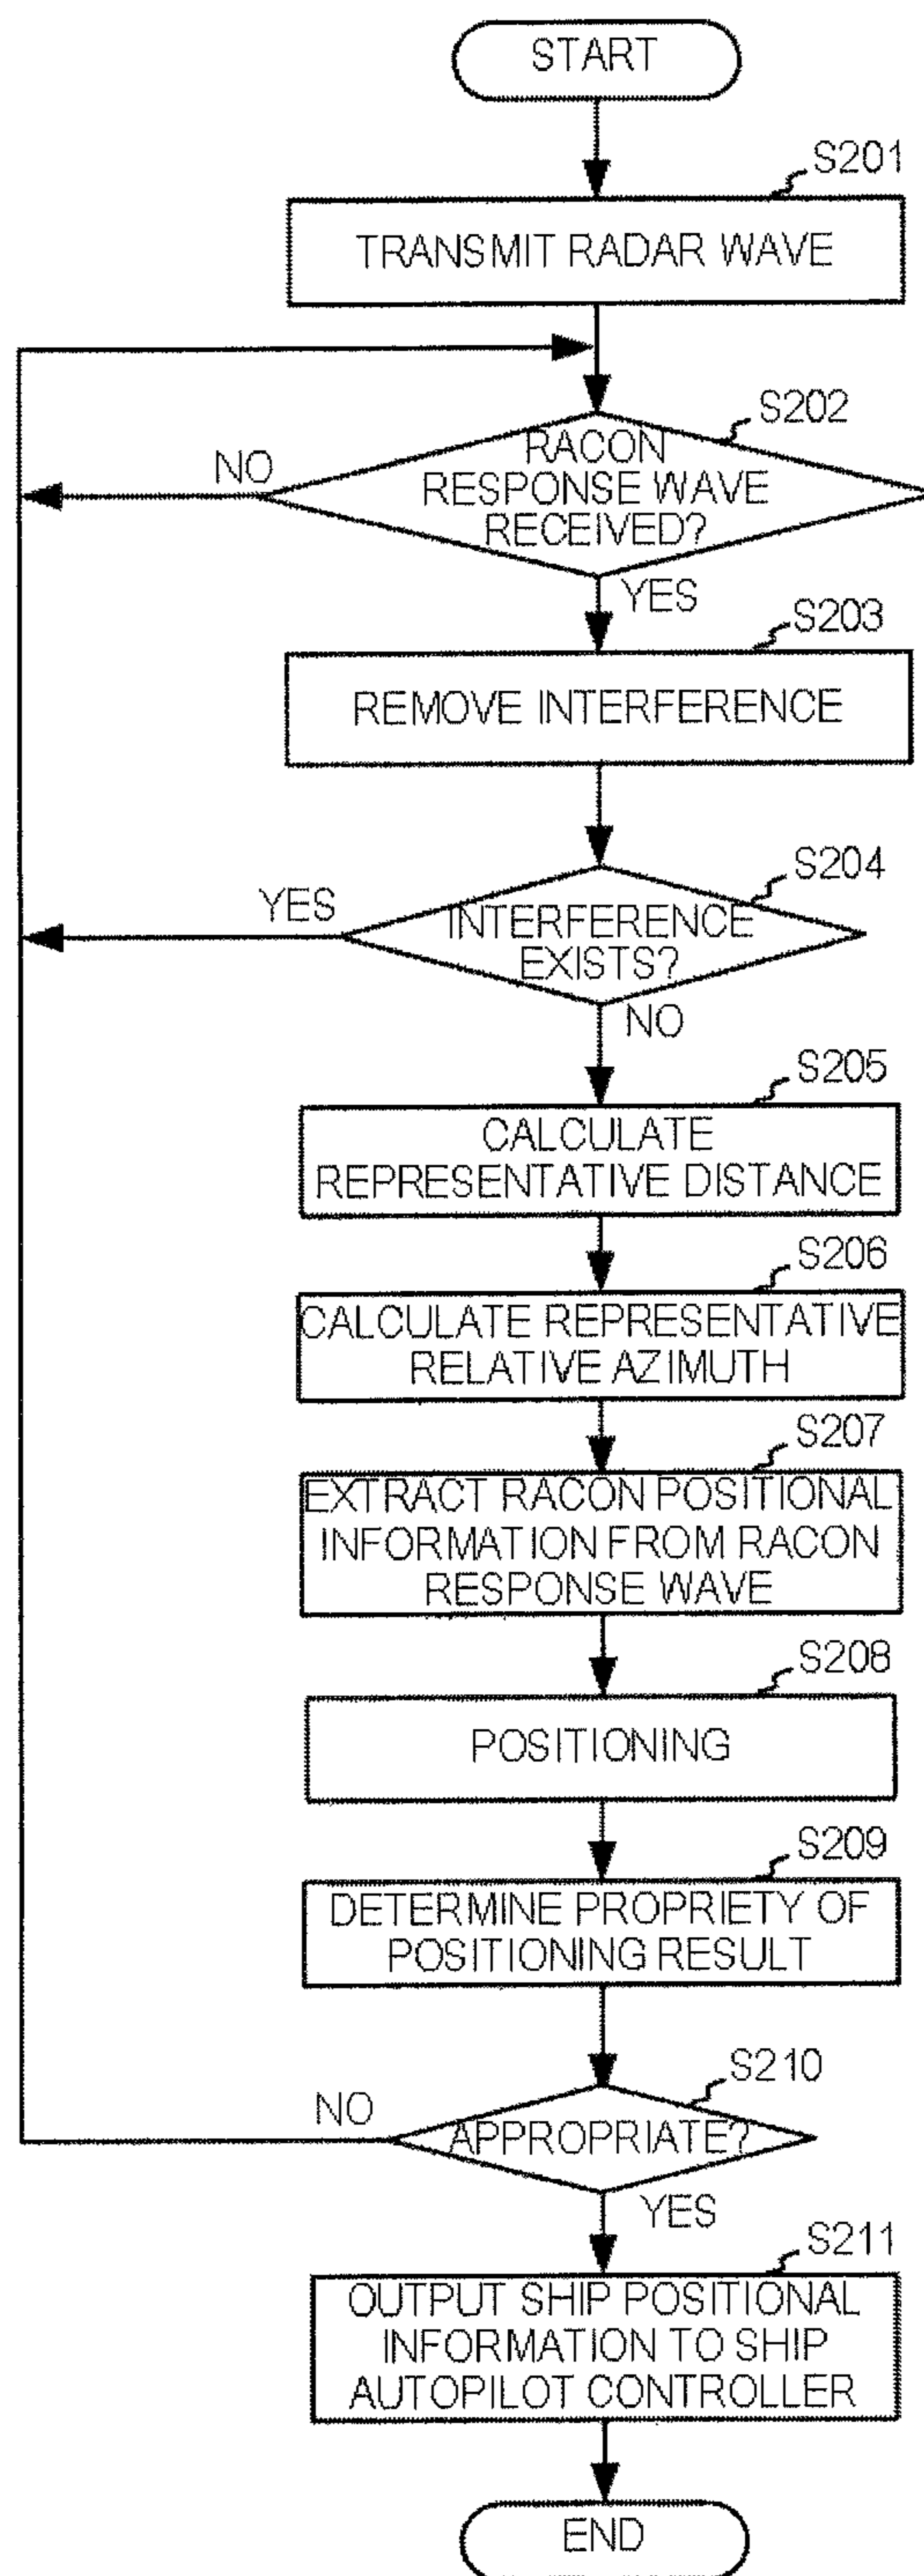 START
S201
TRANSMIT RADAR WAVE
S202
RACON
RESPONSE WAVE
RECEIVED?
NO
YES
S203
REMOVE INTERFERENCE
S204
INTERFERENCE
EXISTS?
YES
NO
S205
CALCULATE
REPRESENTATIVE DISTANCE
S206
CALCULATE REPRESENTATIVE
RELATIVE AZIMUTH
S207
EXTRACT RACON POSITIONAL
INFORMATION FROM RACON
RESPONSE WAVE
S208
POSITIONING
S209
DETERMINE PROPRIETY OF
POSITIONING RESULT
S210
APPROPRIATE?
NO
YES
S211
OUTPUT SHIP POSITIONAL
INFORMATION TO SHIP
AUTOPILOT CONTROLLER
END